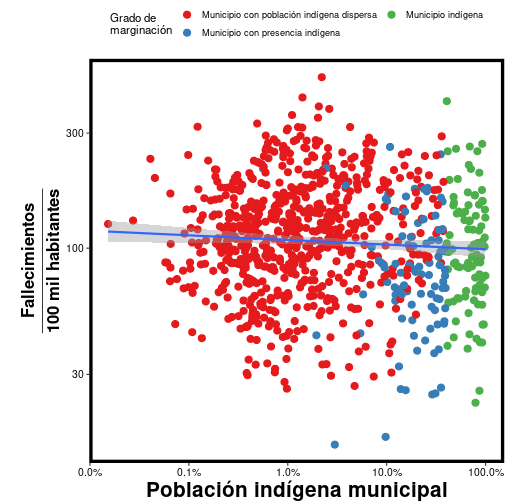 Grado de
marginación
Municipio con población indígena dispersa
Municipio indígena
Municipio con presencia indígena
300
100
30
Fallecimientos
100 mil habitantes
0.0%
0.1%
1.0%
10.0%
100.0%
Población indígena municipal